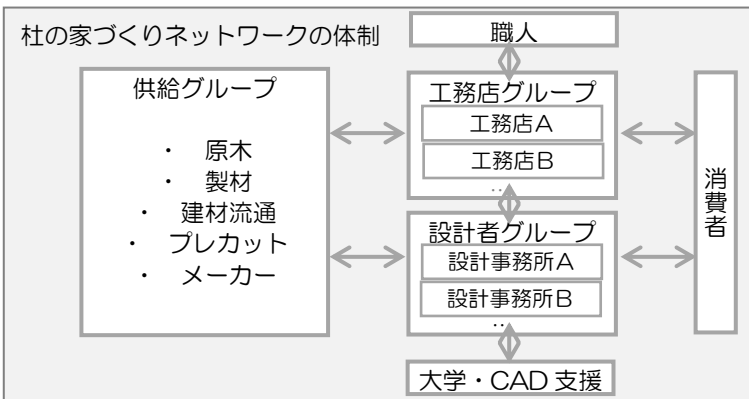 杜の家づくりネットワークの体制
職人
供給グループ
・ 原木
・ 製材
・ 建材流通
・ プレカット
・ メーカー
工務店グループ
工務店A
工務店B
…
設計者グループ
設計事務所A
設計事務所B
…
大学・CAD 支援
消費者